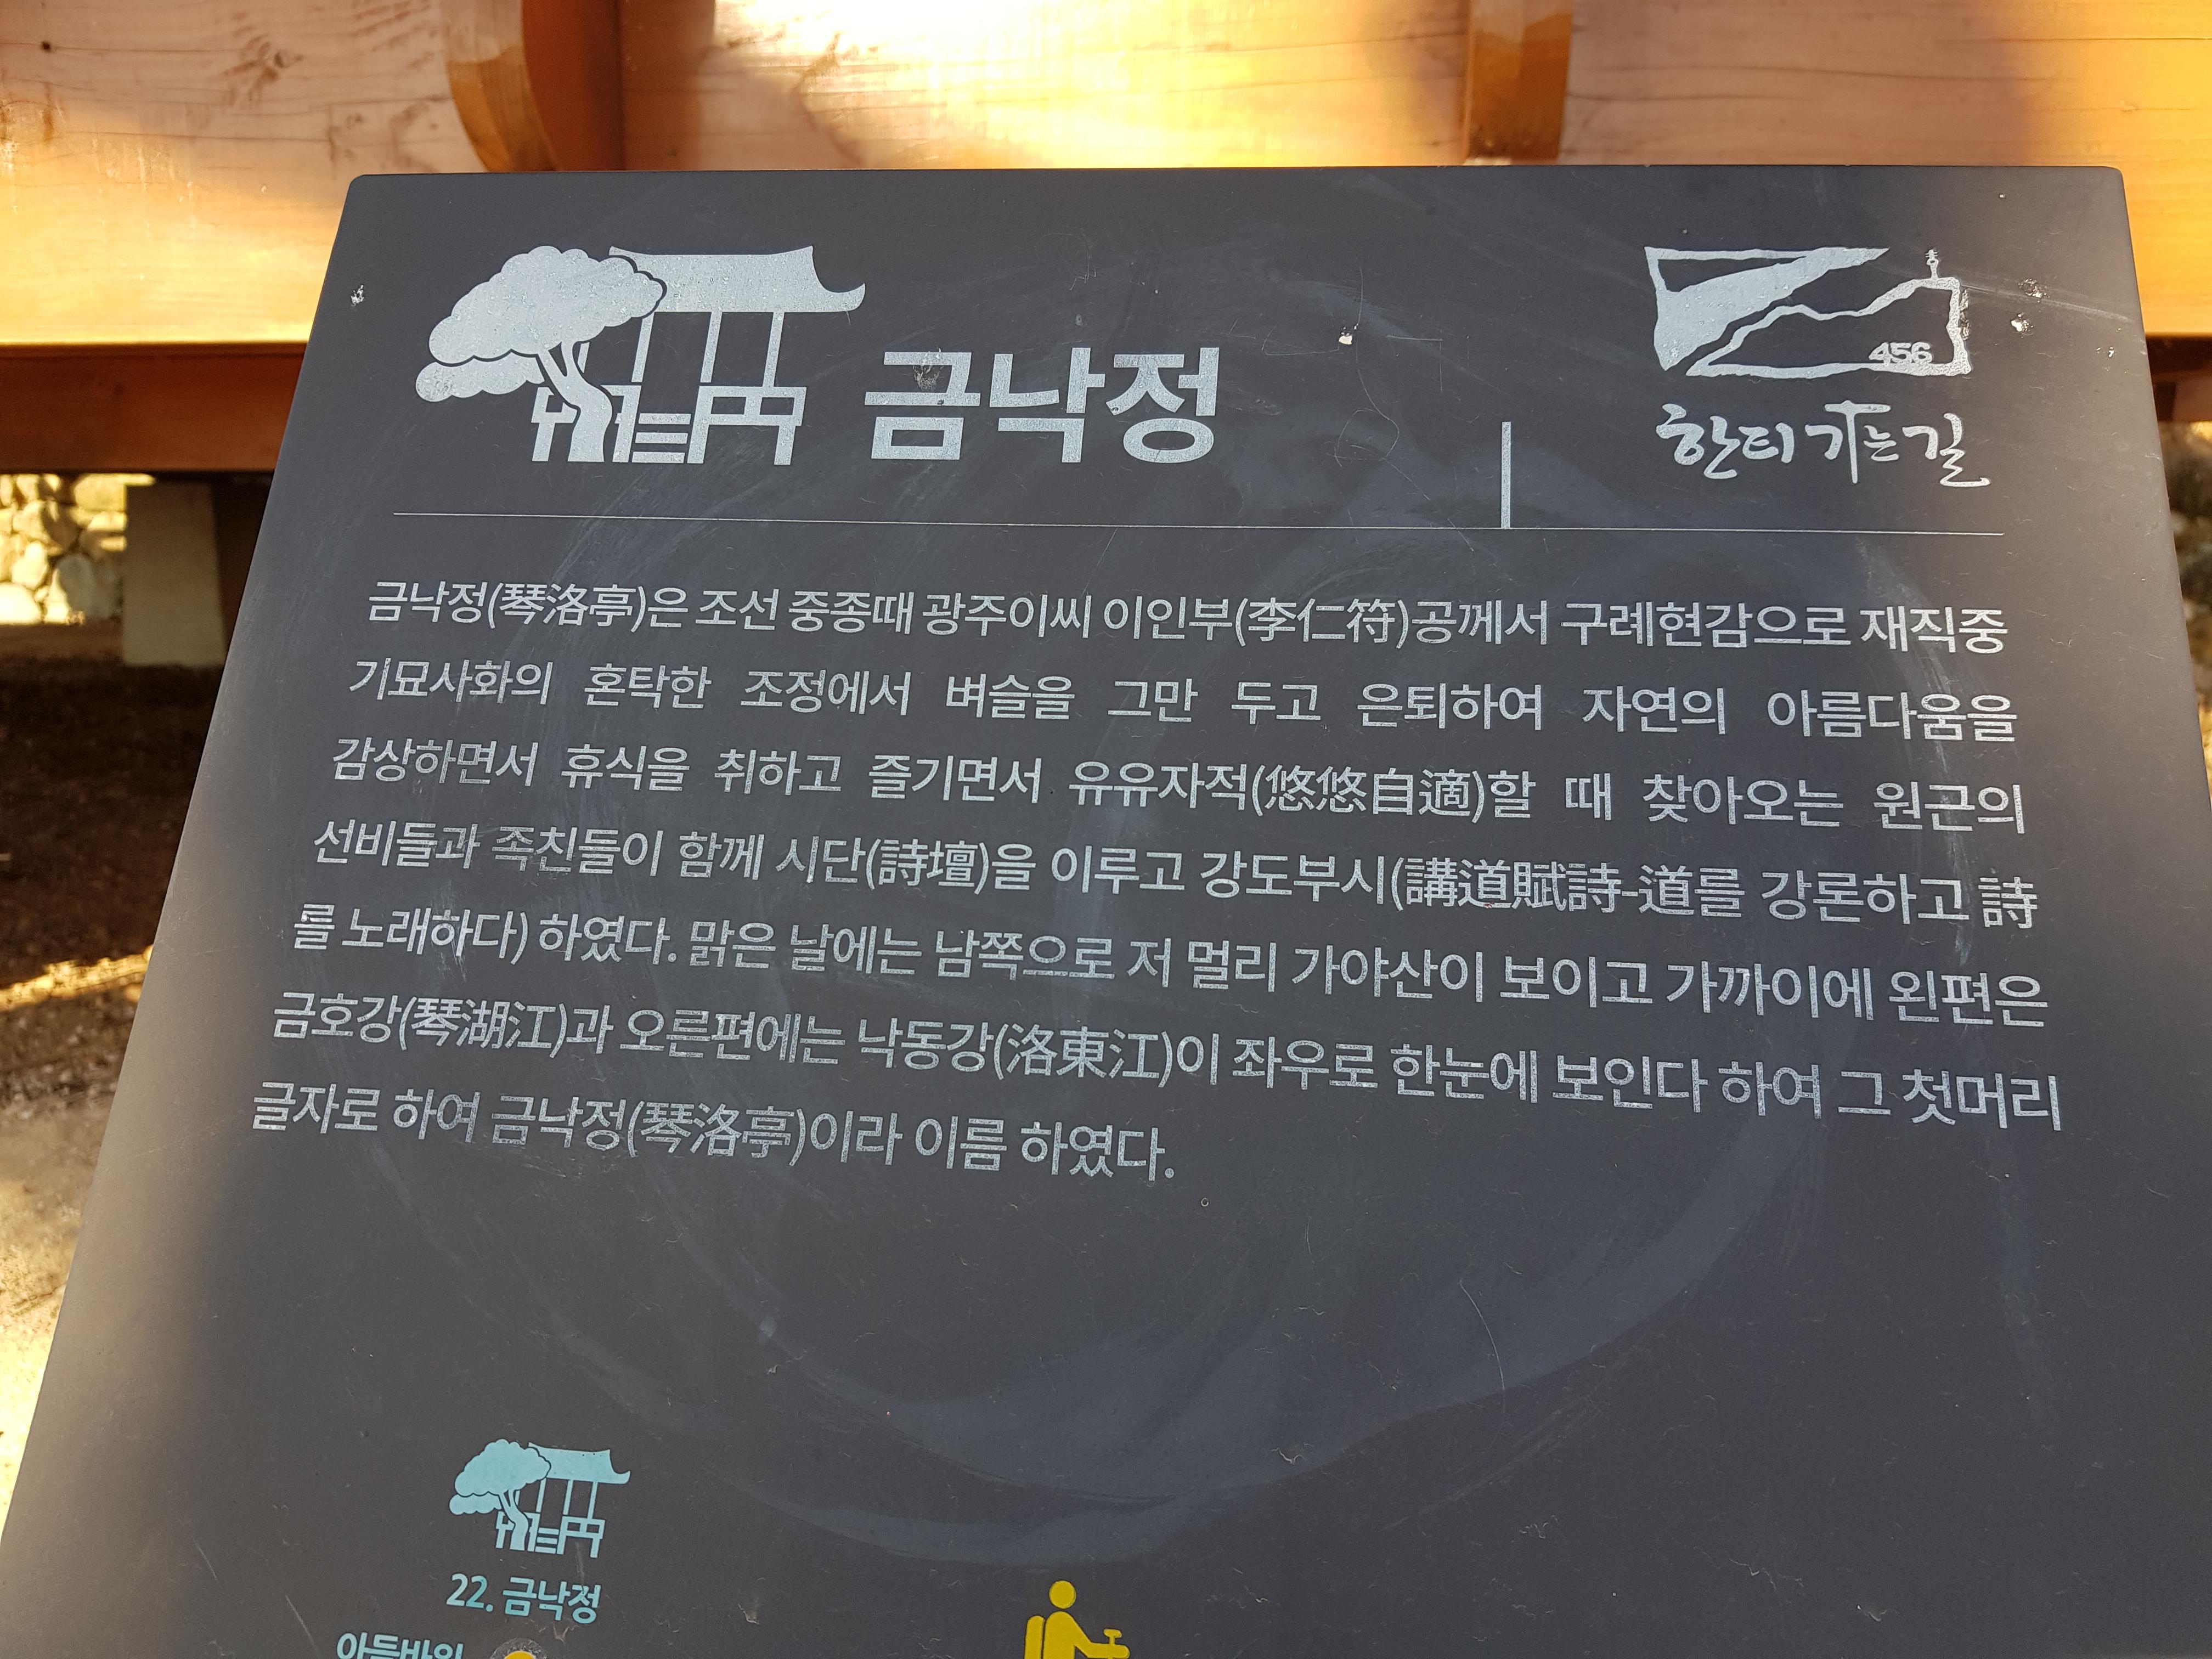 금낙정
456
한티가는길
금낙정(琴洛亭)은 조선 중종때 광주이씨 이인부(李仁符)공께서 구례현감으로 재직중
기묘사화의 혼탁한 조정에서 벼슬을 그만 두고 은퇴하여 자연의 아름다움을
감상하면서 휴식을 취하고 즐기면서 유유자적(悠悠自適)할 때 찾아오는 원근의
선비들과 족친들이 함께 시단(詩壇)을 이루고 강도부시(講道賦詩-道를 강론하고 詩
를 노래하다) 하였다. 맑은 날에는 남쪽으로 저 멀리 가야산이 보이고 가까이에 왼편은
금호강(琴湖江)과 오른편에는 낙동강(洛東江)이 좌우로 한눈에 보인다 하여 그 첫머리
글자로 하여 금낙정(琴洛亭)이라 이름 하였다.
22. 금낙정